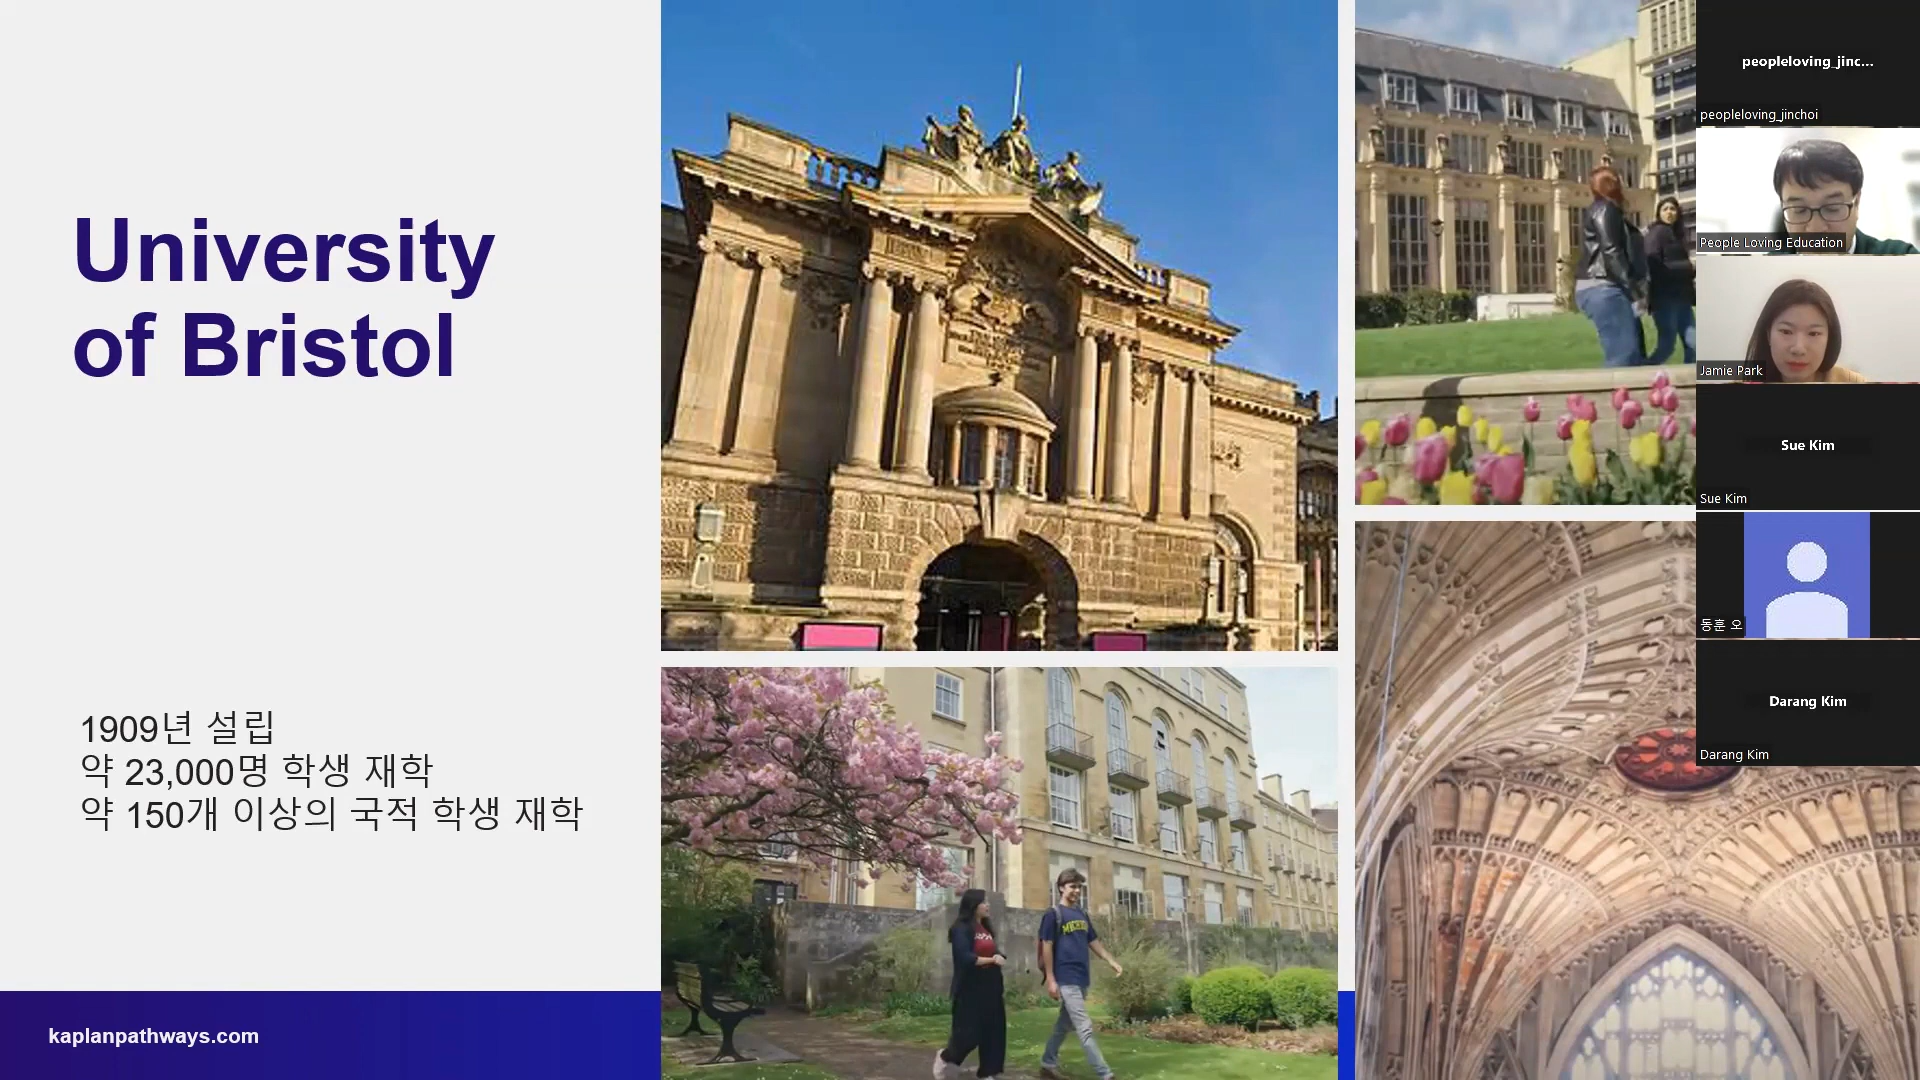 University
of Bristol
1909년 설립
약 23,000명 학생 재학
약 150개 이상의 국적 학생 재학
kaplanpathways.com
peopleloving_jinc...
peopleloving_jinchoi
People Loving Education
Jamie Park
Sue Kim
Sue Kim
동훈 오
Darang Kim
Darang Kim